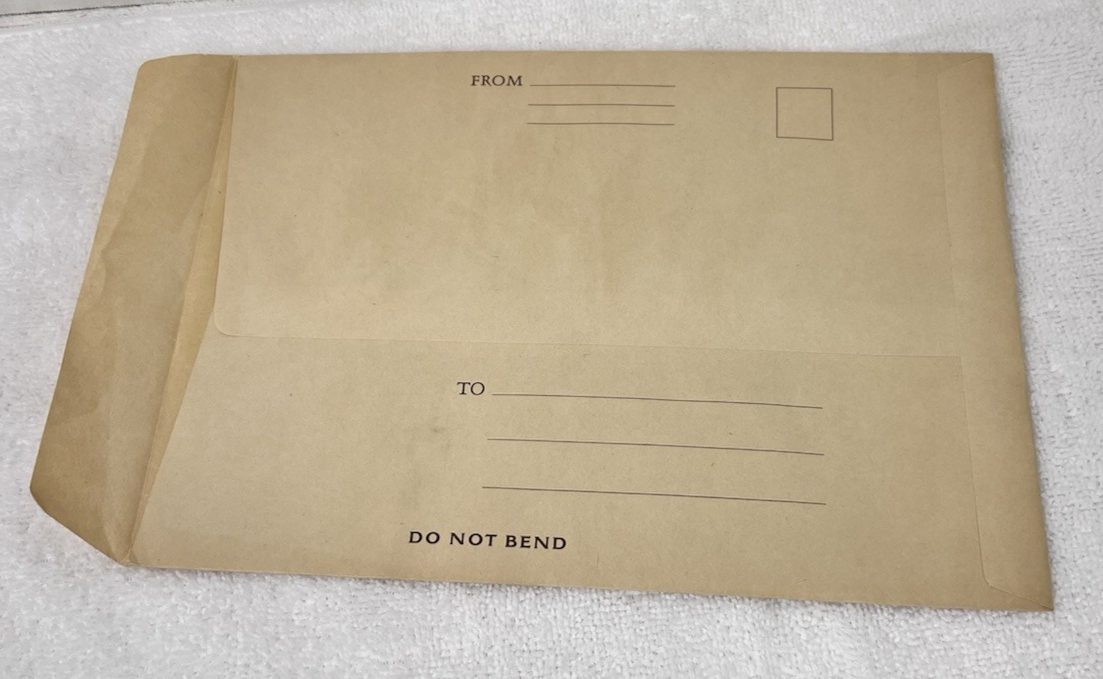 FROM
TO
DO NOT BEND